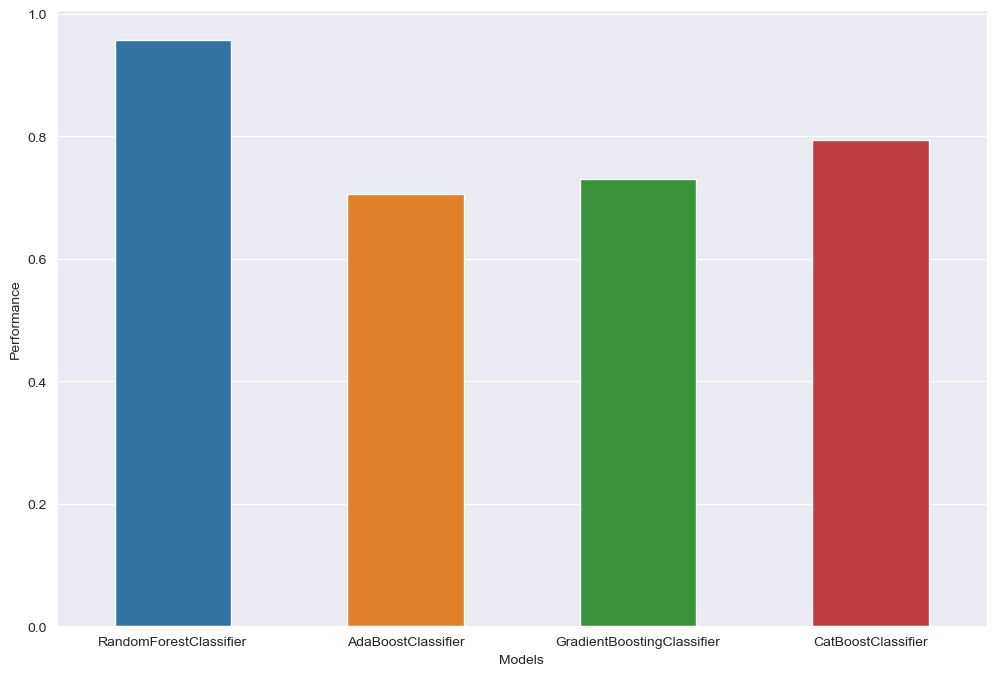 1.0
0.8
0.6
0.4
0.2
0.0
Performance
RandomForestClassifier
AdaBoostClassifier
GradientBoostingClassifier
CatBoostClassifier
Models